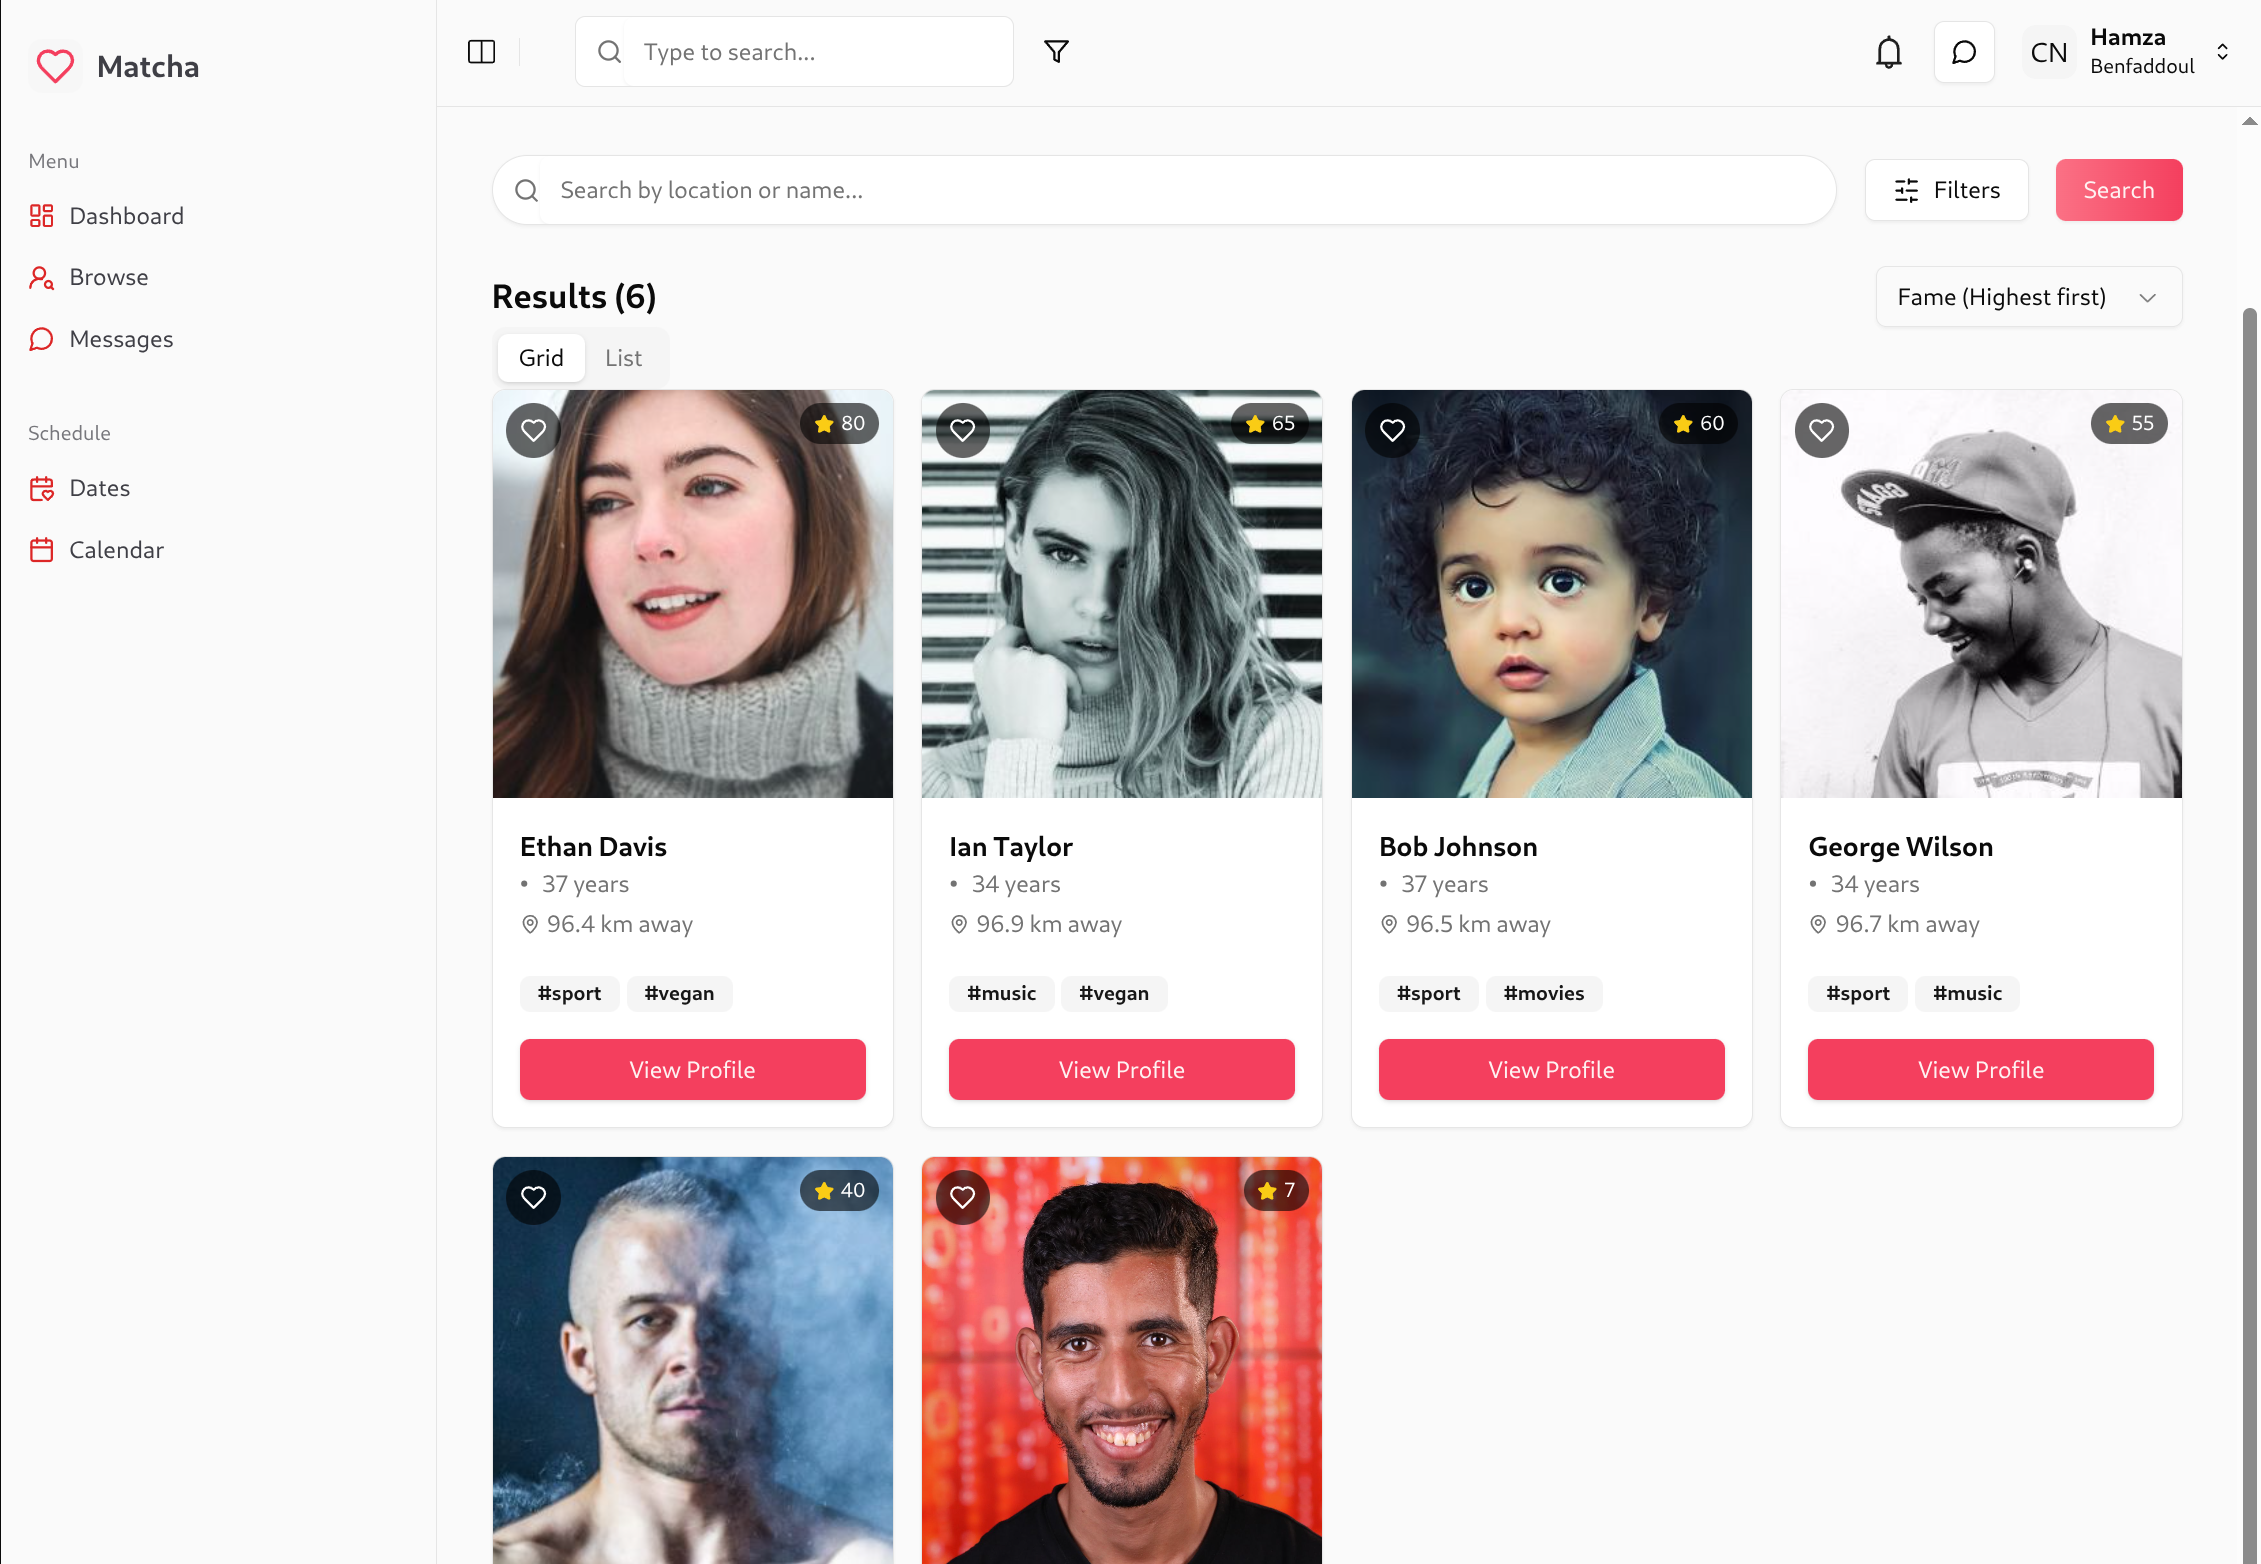 Matcha
Menu
Dashboard
Browse
Messages
Schedule
Dates
Calendar
Type to search...
CN
Hamza
Benfaddoul
Search by location or name...
Filters
Search
Results (6)
Fame (Highest first)
Grid
List
80
65
60
55
Ethan Davis
• 37 years
96.4 km away
#sport #vegan
View Profile
Ian Taylor
• 34 years
96.9 km away
#music #vegan
View Profile
Bob Johnson
• 37 years
96.5 km away
#sport #movies
View Profile
George Wilson
• 34 years
96.7 km away
#sport #music
View Profile
40
7